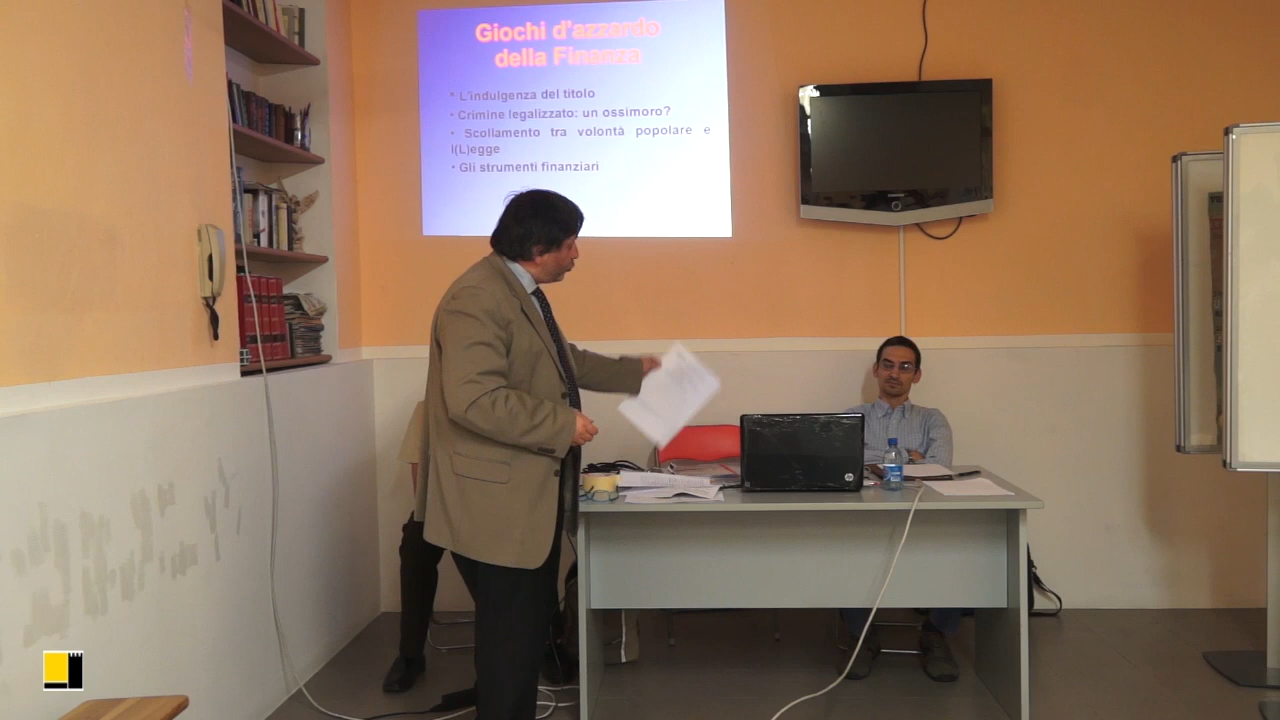 Giochi d'azzardo
della Finanza
• L'indulgenza del titolo
• Crimine legalizzato: un ossimoro?
• Scollamento tra volontà popolare e
l(L)egge
• Gli strumenti finanziari
hp